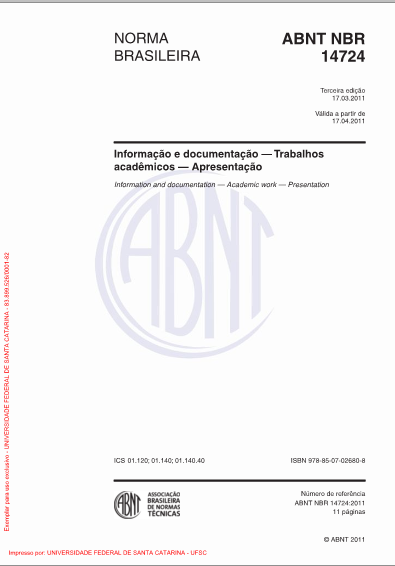 NORMA
BRASILEIRA
ABNT NBR
14724
Terceira edição
17.03.2011
Válida a partir de
17.04.2011
Informação e documentação — Trabalhos
acadêmicos — Apresentação
Information and documentation — Academic work — Presentation
ABNT
ICS 01.120; 01.140; 01.140.40
ISBN 978-85-07-02680-8
ABNT
ASSOCIAÇÃO
BRASILEIRA
DE NORMAS
TÉCNICAS
Número de referência
ABNT NBR 14724:2011
11 páginas
© ABNT 2011
Exemplar para uso exclusivo - UNIVERSIDADE FEDERAL DE SANTA CATARINA - 83.899.526/0001-82
Impresso por: UNIVERSIDADE FEDERAL DE SANTA CATARINA - UFSC